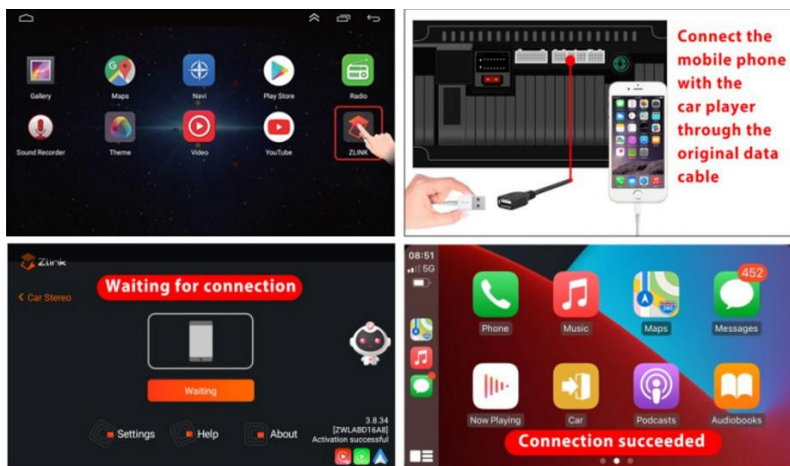 Gallery
Maps
Navi
Play Store
Radio
Sound Recorder
Theme
Video
YouTube
ZLINK
Connect the
mobile phone
with the
car player
through the
original data
cable
Zlink
Waiting for connection
Car Stereo
Waiting
Settings
Help
About
3.8.34
[ZWLABD16A8]
Activation successful
08:51
5G
452
Phone
Music
Maps
Messages
Now Playing
Car
Podcasts
Audiobooks
Connection succeeded